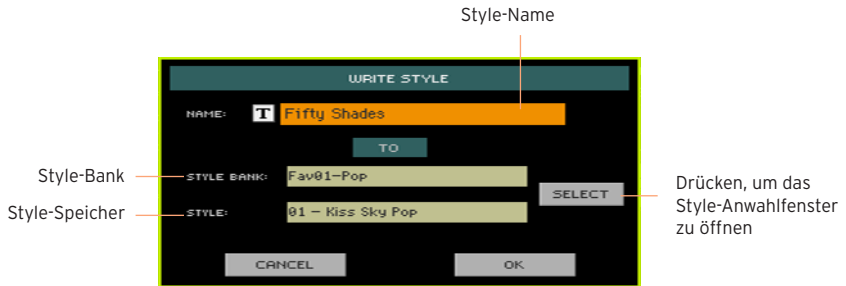 Style-Name
WRITE STYLE
NAME:
T
Fifty Shades
TO
Style-Bank
STYLE BANK:
Fav01-Pop
SELECT
Drücken, um das
Style-Anwahlfenster
zu öffnen
Style-Speicher
STYLE:
01 - Kiss Sky Pop
CANCEL
OK